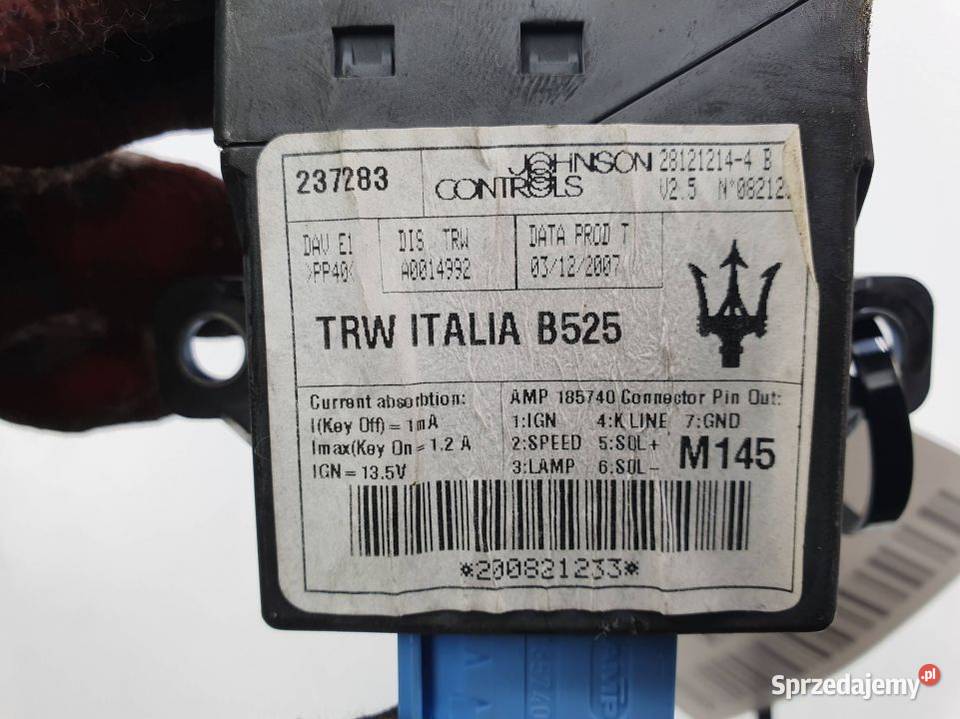 237283
JOHNSON
CONTROLS
28121214-4 B
V2.5 N°08212
DAV E1
>PP40<
DIS. TRW
A0014992
DATA PROD T
03/12/2007
TRW ITALIA B525
Current absorbtion:
I(Key Off)= 1mA
Imax(Key On = 1.2 A
IGN = 13.5V
AMP 185740 Connector Pin Out:
1:IGN 4:K LINE 7:GND
2:SPEED 5:SOL+
3:LAMP 6:SOL-
M145
*200821233*
Sprzedajemy.pl